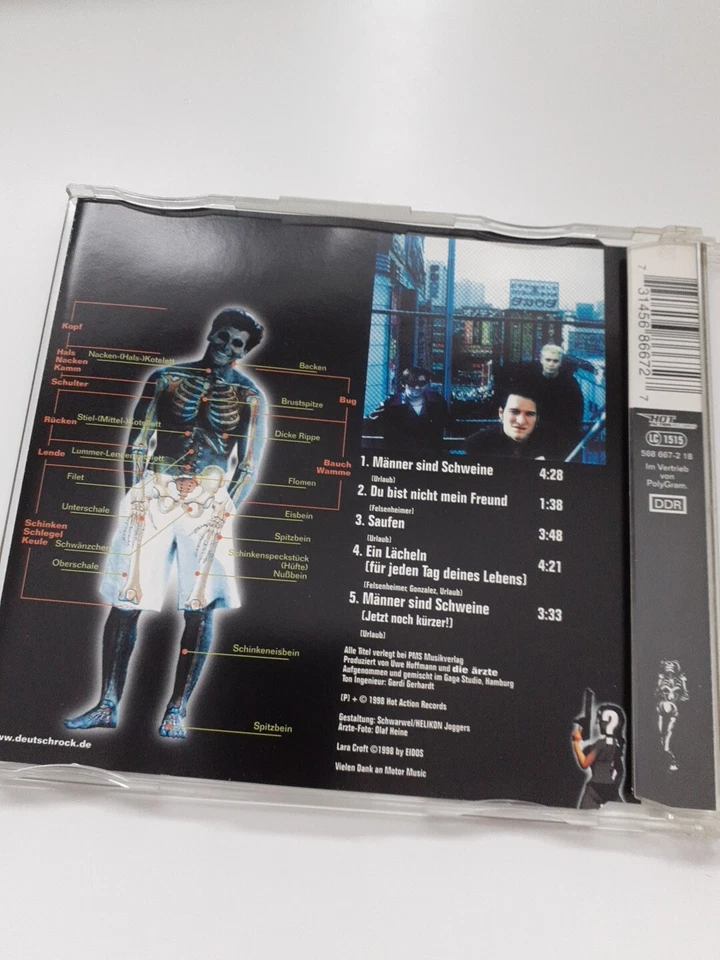 Kopf
Hals
Nacken
Kamm
Schulter
Rücken
Lende
Filet
Unterschale
Schinken
Schlegel
Keule
Schwänzchen
Oberschale
Nacken-(Hals-)Kotelett
Stiel-(Mittel-)Kotelett
Lummer-Lenden
Backen
Brustspitze
Bug
Dicke Rippe
Bauch
Wamme
Flomen
Eisbein
Spitzbein
Schinkenspeckstück
(Hüfte)
Nußbein
Schinkeneisbein
Spitzbein
www.deutschrock.de
1. Männer sind Schweine 4:28
(Urlaub)
2. Du bist nicht mein Freund 1:38
(Felsenheimer)
3. Saufen 3:48
(Urlaub)
4. Ein Lächeln 4:21
(für jeden Tag deines Lebens)
(Felsenheimer, Gonzalez, Urlaub)
5. Männer sind Schweine 3:33
(Jetzt noch kürzer!)
(Urlaub)
Alle Titel verlegt bei PMS Musikverlag
Produziert von Uwe Hoffmann und die ärzte
Aufgenommen und gemischt im Gaga Studio, Hamburg
Ton Ingenieur: Gordi Gerhardt
(P) + © 1998 Hot Action Records
Gestaltung: Schwarwel/HELIKON Joggers
Ärzte-Foto: Olaf Heine
Lara Croft ©1998 by EIDOS
Vielen Dank an Motor Music
?
7 31456 86672 7
HOT
LC 1515
568 667-2 18
Im Vertrieb
von
PolyGram.
DDR